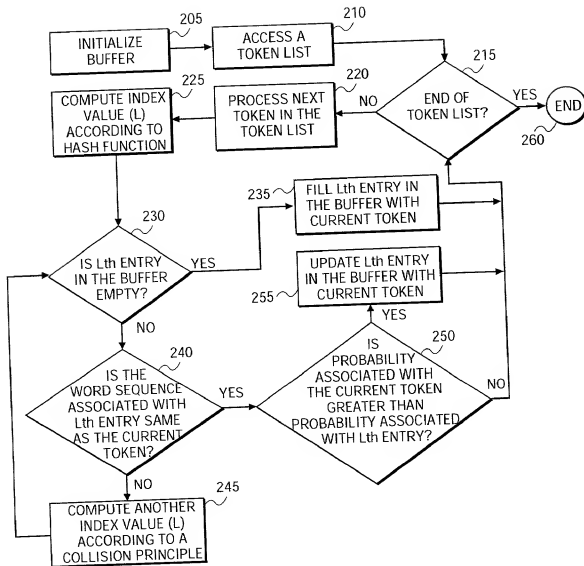 205
INITIALIZE
BUFFER
210
ACCESS A
TOKEN LIST
215
END OF
TOKEN LIST?
YES
END
260
NO
220
PROCESS NEXT
TOKEN IN THE
TOKEN LIST
225
COMPUTE INDEX
VALUE (L)
ACCORDING TO
HASH FUNCTION
230
IS Lth ENTRY
IN THE BUFFER
EMPTY?
YES
235
FILL Lth ENTRY IN
THE BUFFER WITH
CURRENT TOKEN
NO
240
IS THE
WORD SEQUENCE
ASSOCIATED WITH
Lth ENTRY SAME
AS THE CURRENT
TOKEN?
YES
250
IS
PROBABILITY
ASSOCIATED WITH
THE CURRENT TOKEN
GREATER THAN
PROBABILITY ASSOCIATED
WITH Lth ENTRY?
NO
YES
255
UPDATE Lth ENTRY
IN THE BUFFER WITH
CURRENT TOKEN
NO
245
COMPUTE ANOTHER
INDEX VALUE (L)
ACCORDING TO A
COLLISION PRINCIPLE